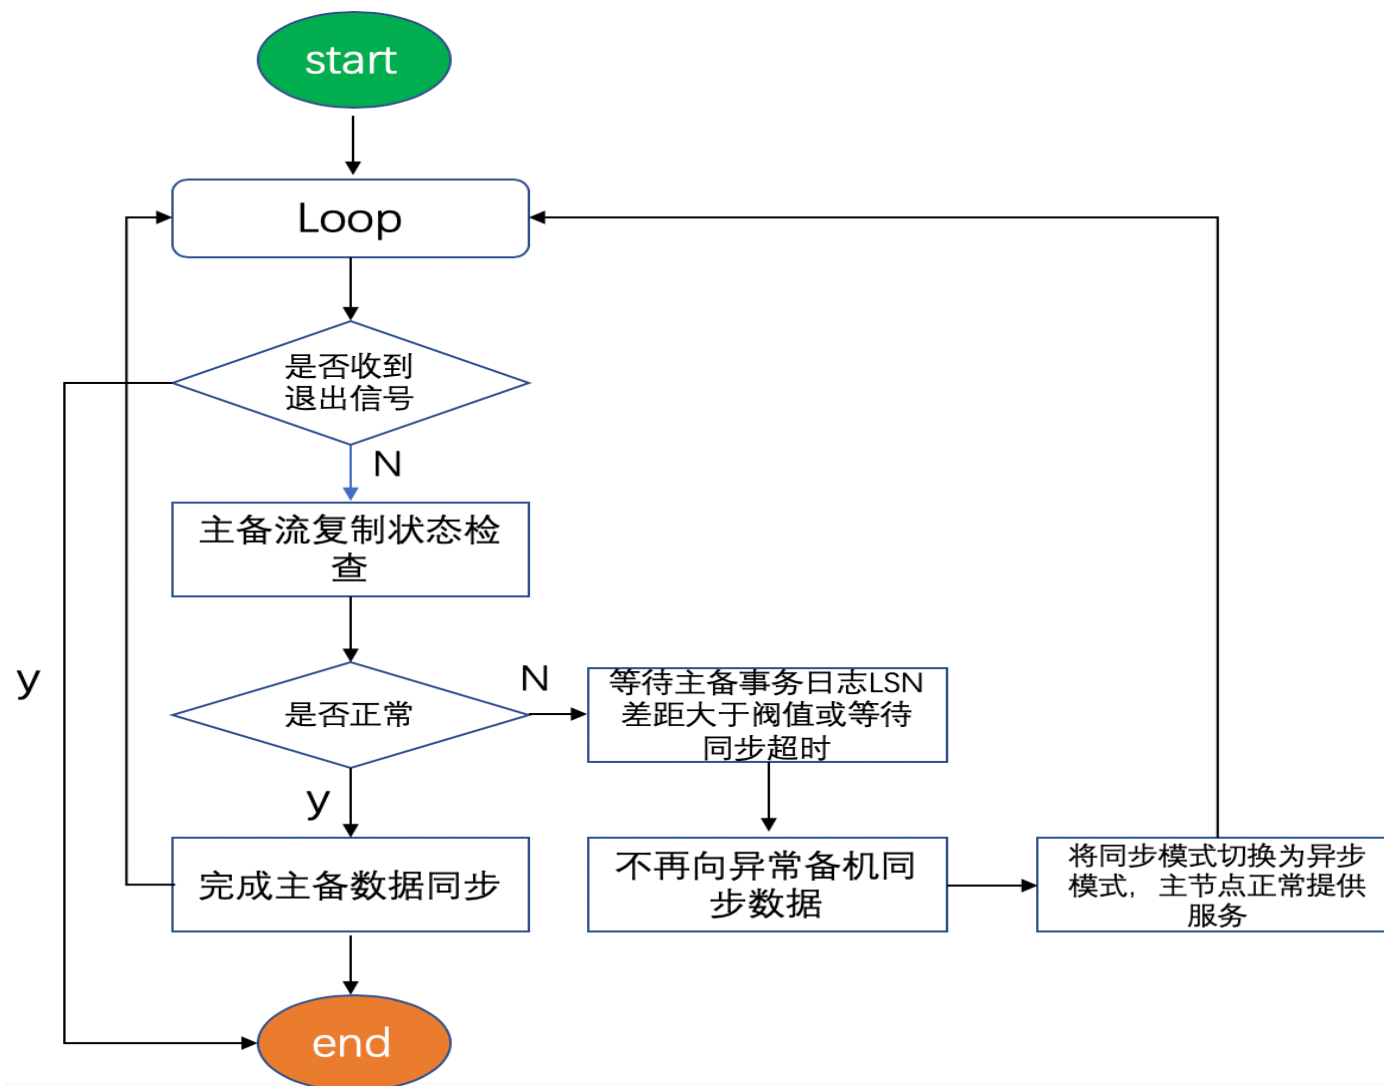 start
Loop
是否收到
退出信号
N
主备流复制状态检
查
y
是否正常
N
等待主备事务日志LSN
差距大于阀值或等待
同步超时
y
完成主备数据同步
不再向异常备机同
步数据
将同步模式切换为异步
模式，主节点正常提供
服务
end